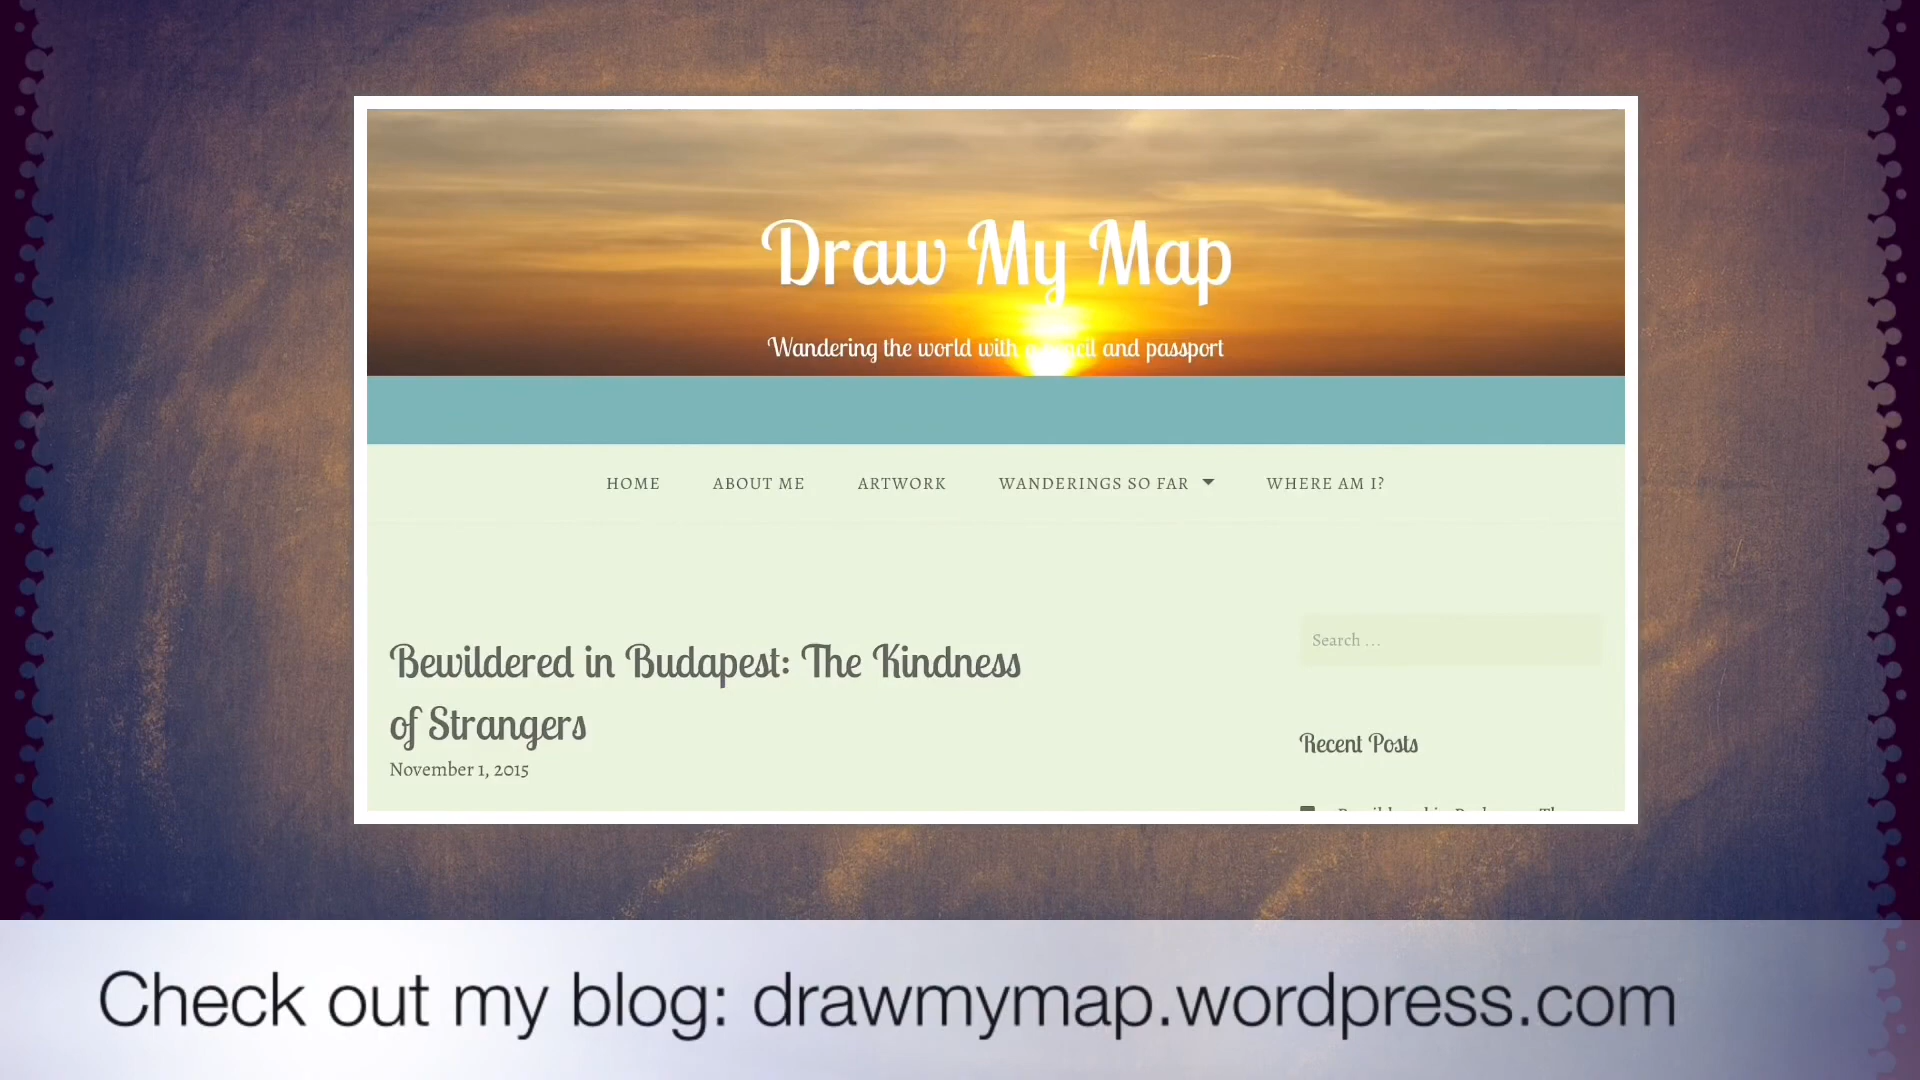 Draw My Map
Wandering the world with a pencil and passport
HOME ABOUT ME ARTWORK WANDERINGS SO FAR WHERE AM I?
Bewildered in Budapest: The Kindness
of Strangers
November 1, 2015
Search ...
Recent Posts
Check out my blog: drawmymap.wordpress.com